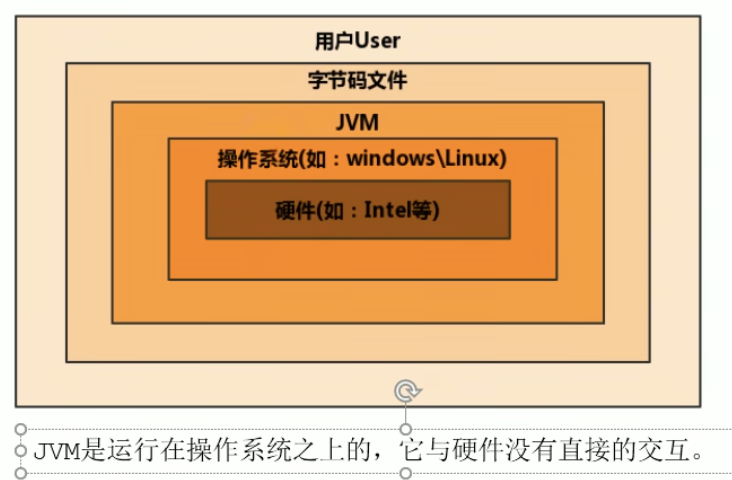 用户User
字节码文件
JVM
操作系统(如：windows\Linux)
硬件(如：Intel等)
JVM是运行在操作系统之上的，它与硬件没有直接的交互。